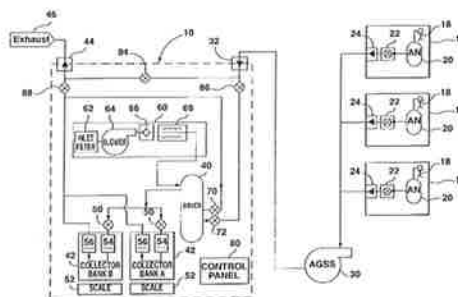 46
Exhaust
44
94
10
32
88
86
62
64
66
60
68
INLET
FILTER
BLOWER
40
DRYER
70
72
50
50
56
54
56
54
42
COLLECTOR
BANK B
COLLECTOR
BANK A
42
52
SCALE
SCALE
52
80
CONTROL
PANEL
AGSS
30
24
22
18
AN
20
24
22
18
AN
20
24
22
18
AN
20